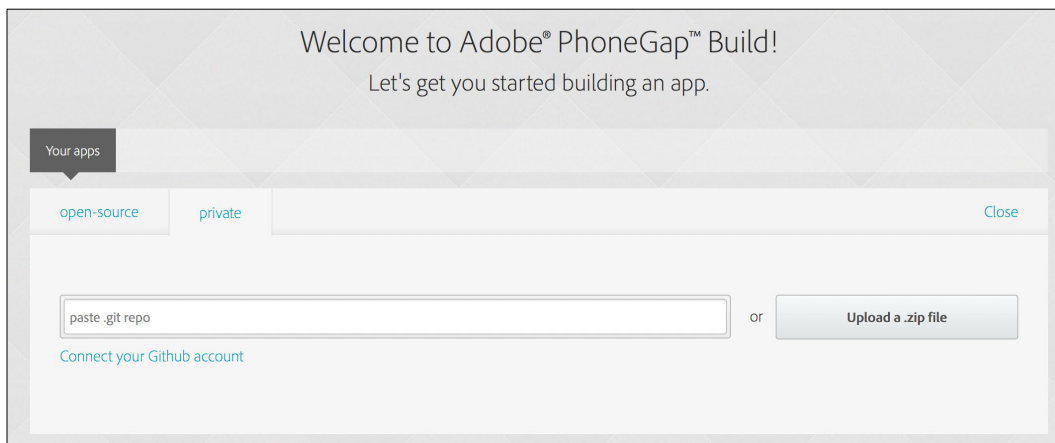 Welcome to Adobe® PhoneGap™ Build!
Let's get you started building an app.
Your apps
open-source
private
Close
paste .git repo
or
Upload a .zip file
Connect your Github account